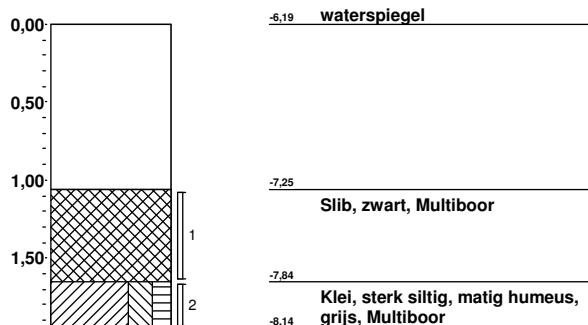 0,00
-6,19 waterspiegel
0,50
1,00
-7,25
Slib, zwart, Multiboor
1
1,50
-7,84
Klei, sterk siltig, matig humeus,
2
-8,14 grijs, Multiboor